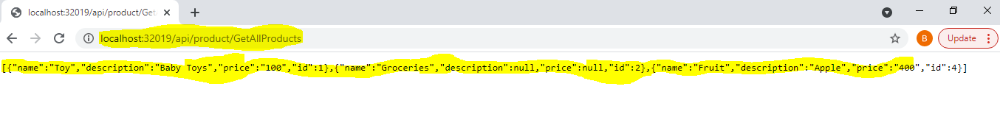 localhost:32019/api/product/Get
localhost:32019/api/product/GetAllProducts
B
Update
[{"name":"Toy","description":"Baby Toys","price":"100","id":1},{"name":"Groceries","description":null,"price":null,"id":2},{"name":"Fruit","description":"Apple","price":"400","id":4}]